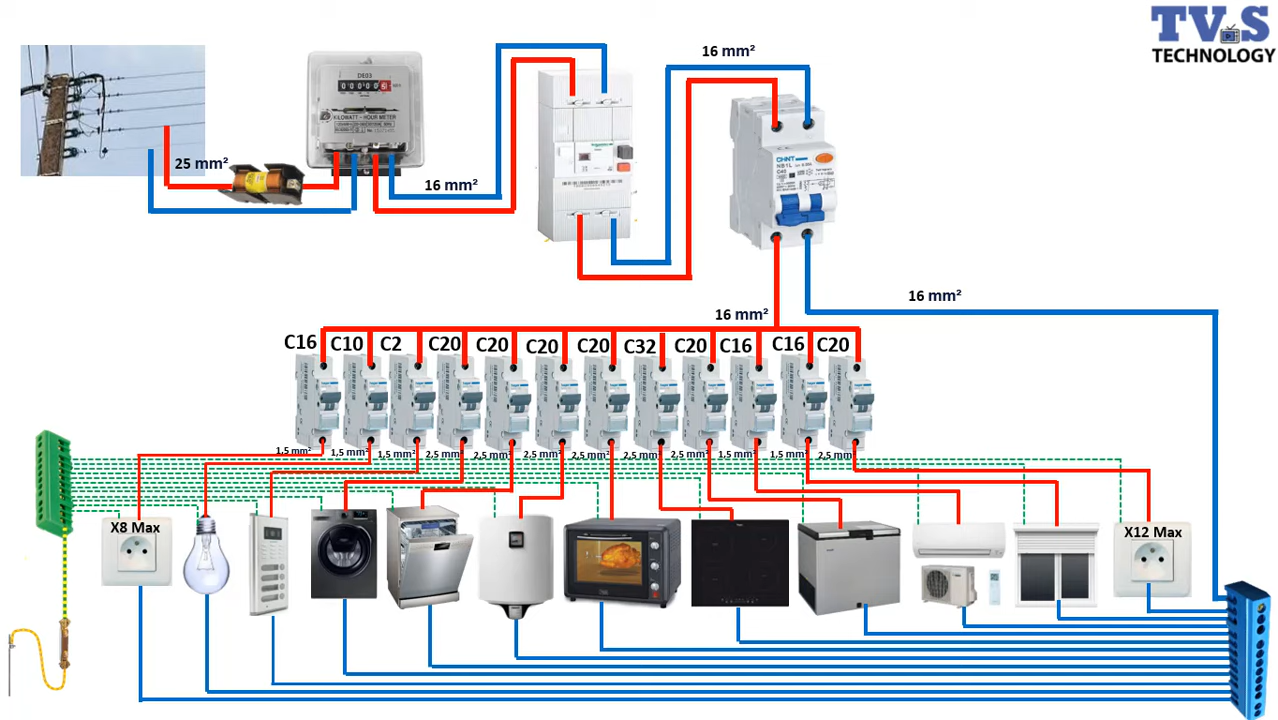 TVS
TECHNOLOGY
DE03
KILOWATT - HOUR METER
25 mm²
16 mm²
16 mm²
CHNT
NB1L
C40
16 mm²
16 mm²
C16 C10 C2 C20 C20 C20 C20 C32 C20 C16 C16 C20
1,5 mm² 1,5 mm² 1,5 mm² 2,5 mm² 2,5 mm² 2,5 mm² 2,5 mm² 2,5 mm² 2,5 mm² 1,5 mm² 1,5 mm² 2,5 mm²
X8 Max
X12 Max